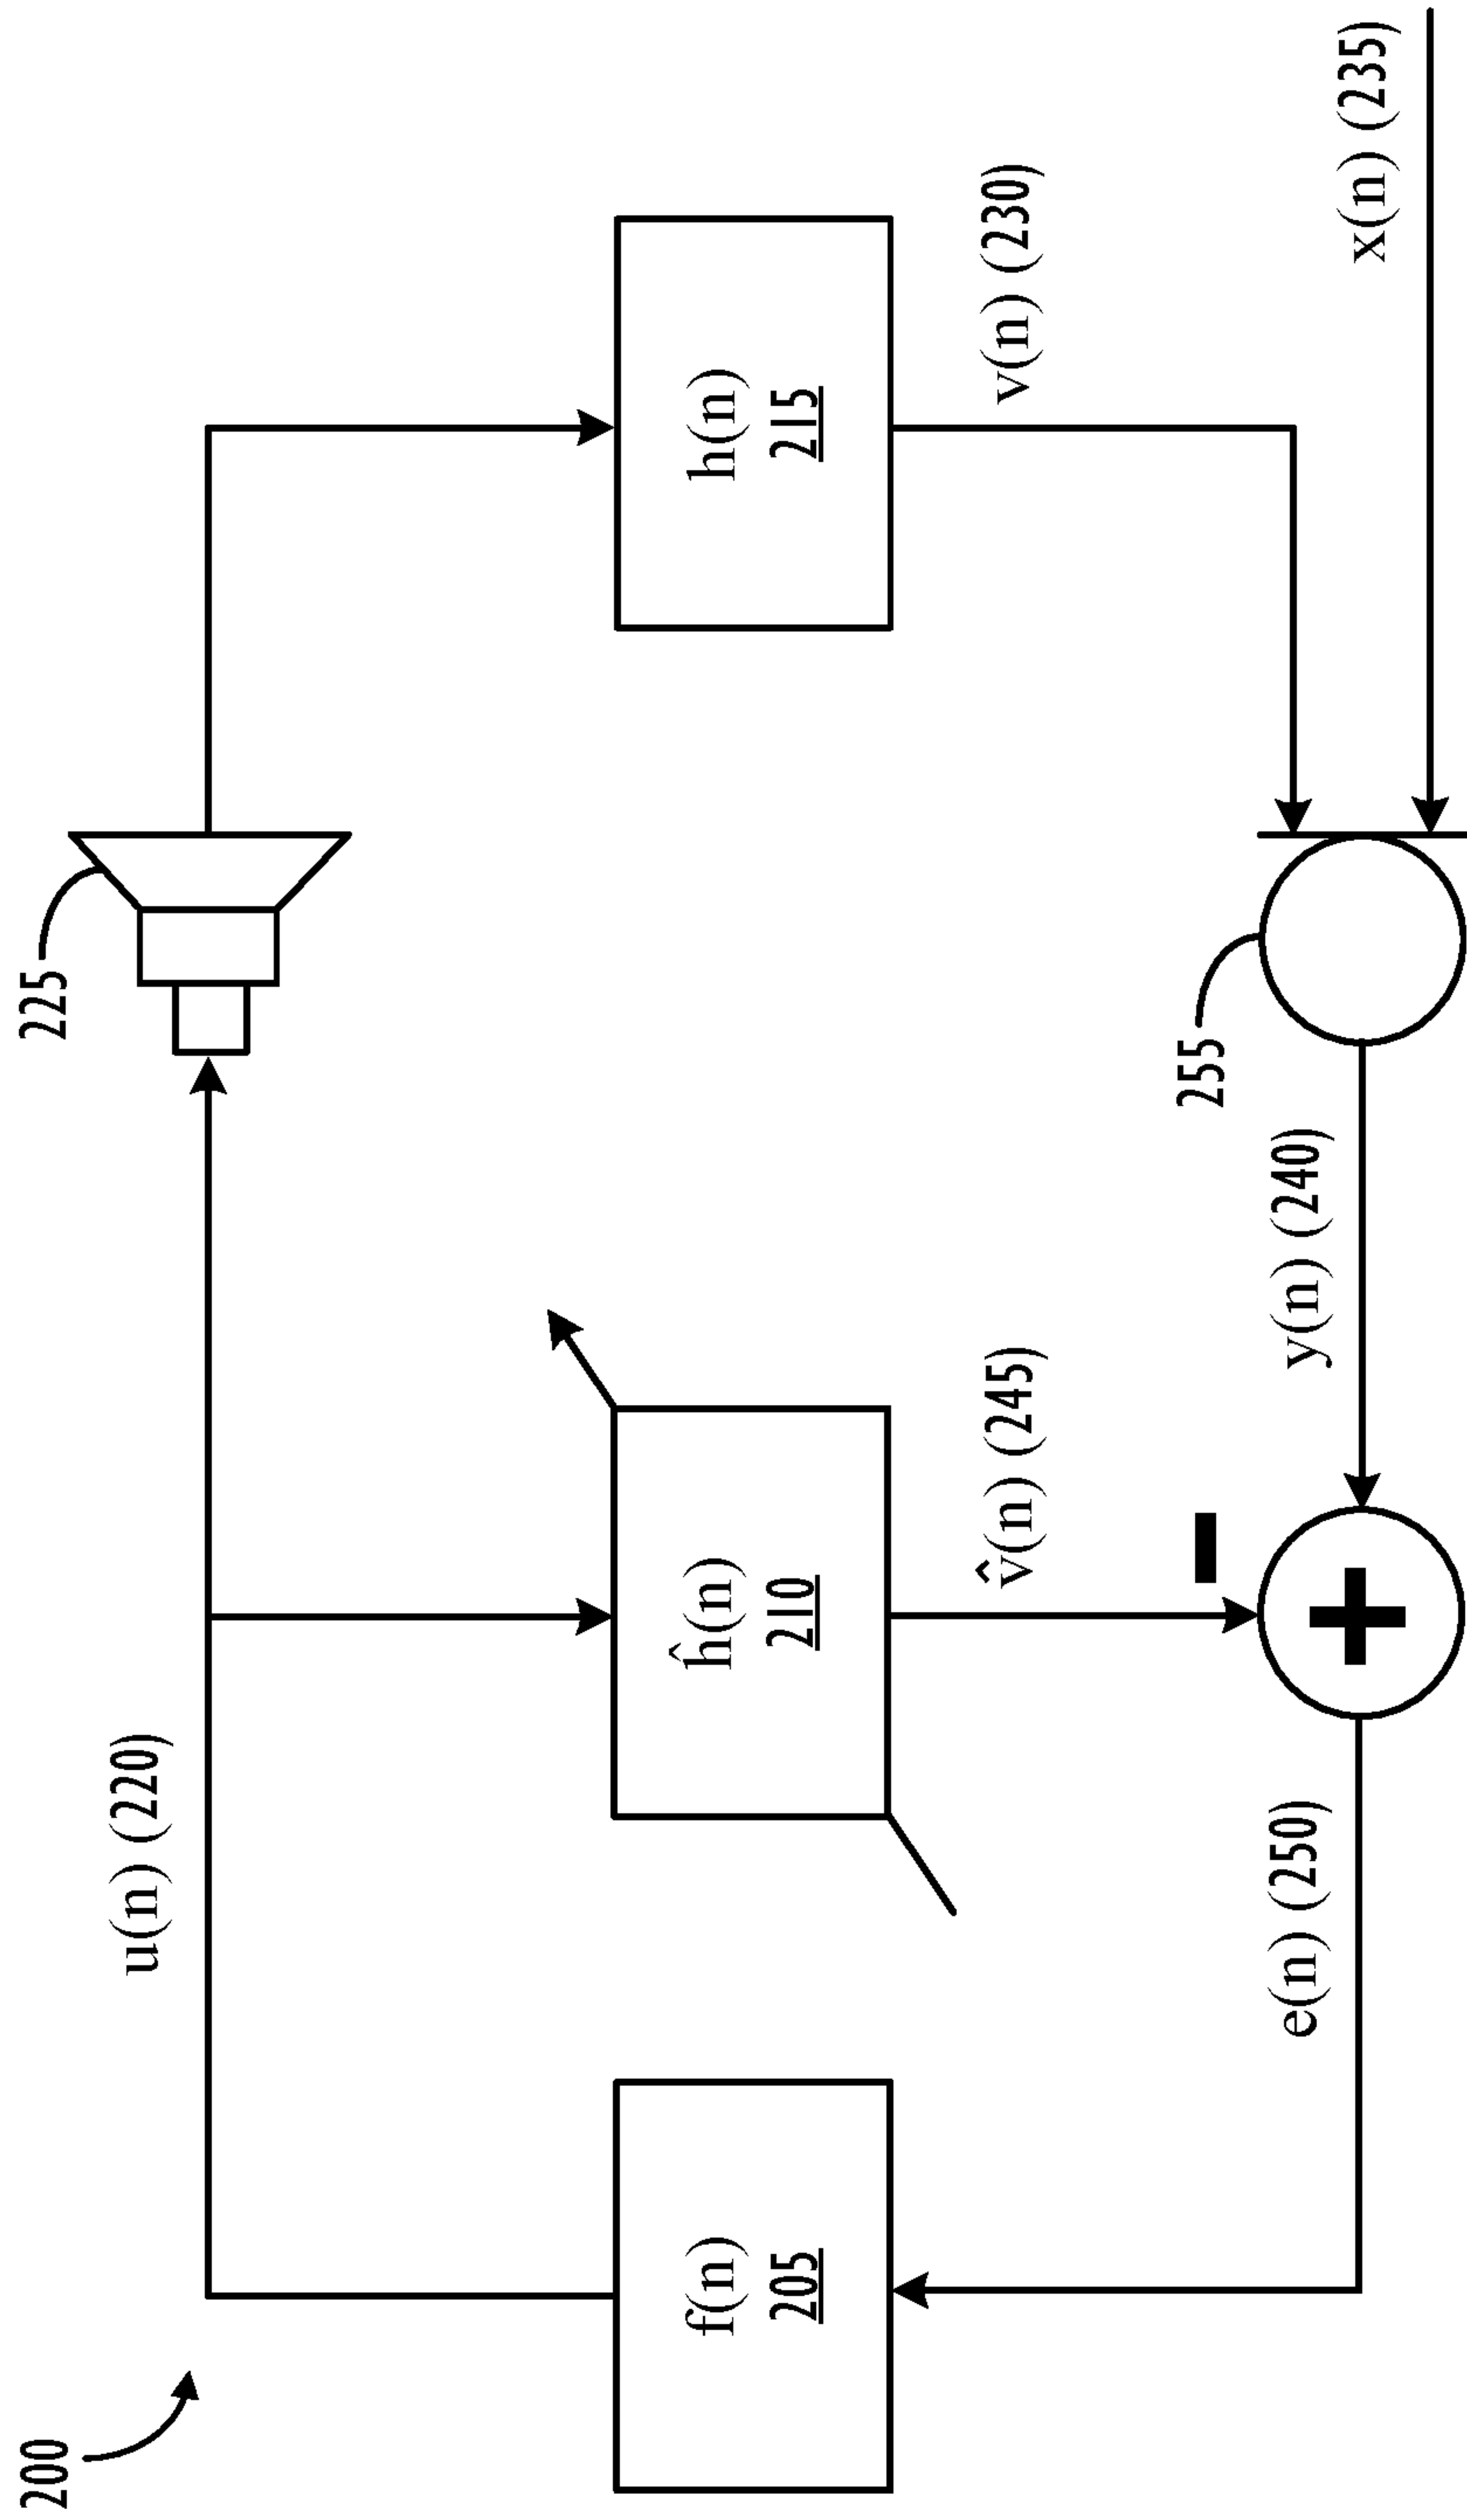 200
u(n) (220)
225
f(n)
205
ĥ(n)
210
h(n)
215
v̂(n) (245)
v(n) (230)
e(n) (250)
+
−
y(n) (240)
255
x(n) (235)